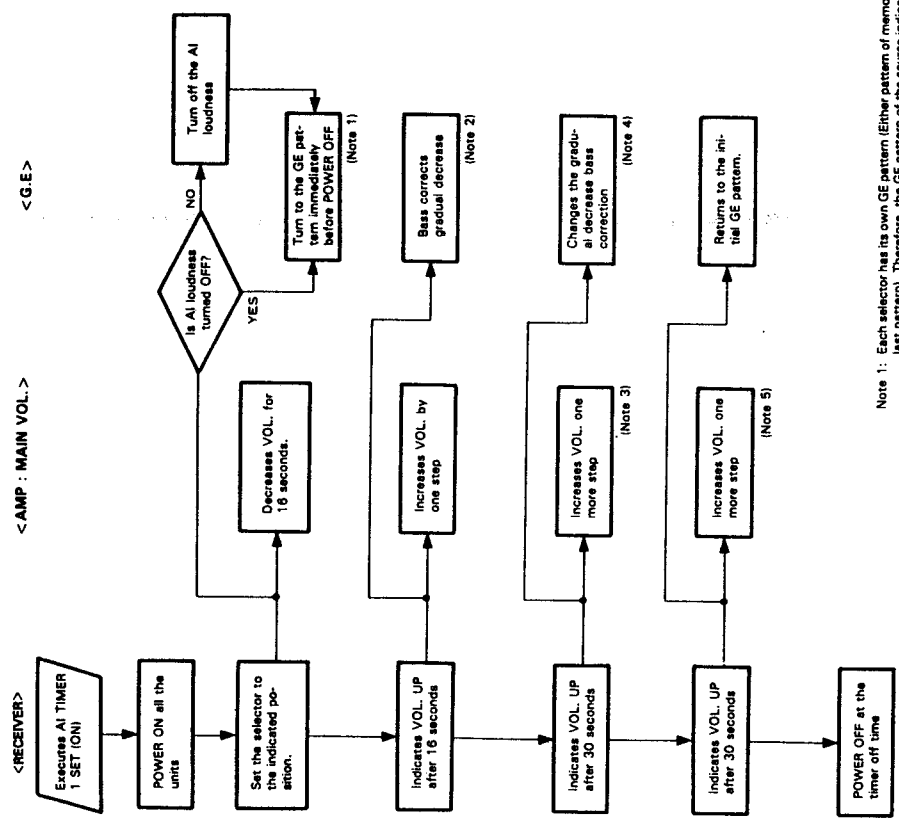 <RECEIVER>
<AMP : MAIN VOL.>
<G.E>
Executes AI TIMER
1 SET (ON)
POWER ON all the
units
Set the selector to
the indicated po-
sition.
Decreases VOL. for
16 seconds.
Is AI loudness
turned OFF?
NO
YES
Turn off the AI
loudness
Turn to the GE pat-
tern immediately
before POWER OFF
(Note 1)
Indicates VOL. UP
after 16 seconds
Increases VOL. by
one step
Bass corrects
gradual decrease
(Note 2)
Indicates VOL. UP
after 30 seconds
Increases VOL. one
more step
(Note 3)
Changes the gradu-
al decrease bass
correction
(Note 4)
Indicates VOL. UP
after 30 seconds
Increases VOL. one
more step
(Note 5)
Returns to the ini-
tial GE pattern.
POWER OFF at the
timer off time
Note 1: Each selector has its own GE pattern (Either pattern of
last pattern). Therefore, the GE pattern of the source